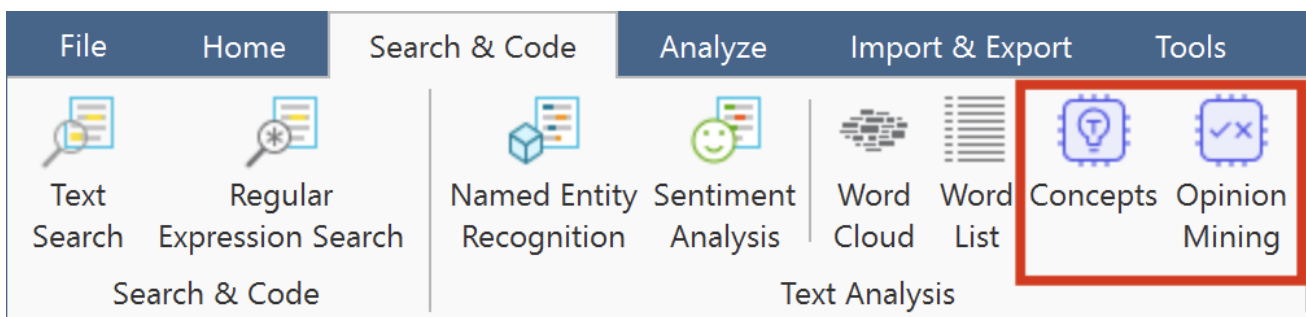 File Home Search & Code Analyze Import & Export Tools
Text Regular Named Entity Sentiment Word Word Concepts Opinion
Search Expression Search Recognition Analysis Cloud List Mining
Search & Code Text Analysis